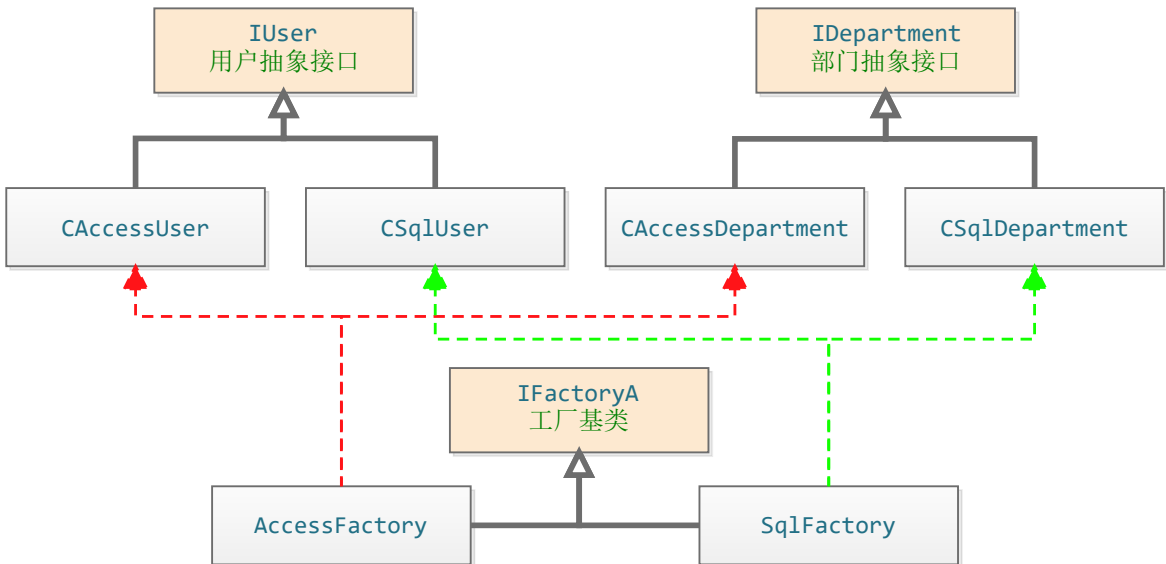 IUser
用户抽象接口
IDepartment
部门抽象接口
CAccessUser
CSqlUser
CAccessDepartment
CSqlDepartment
IFactoryA
工厂基类
AccessFactory
SqlFactory